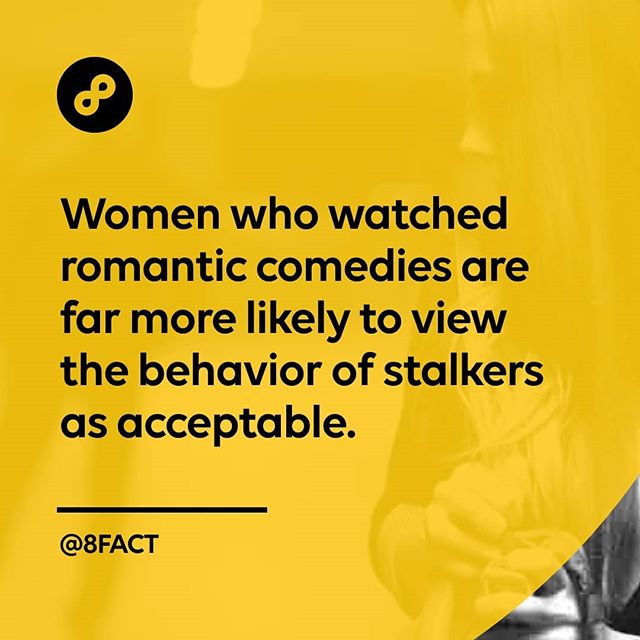 Women who watched
romantic comedies are
far more likely to view
the behavior of stalkers
as acceptable.
@8FACT